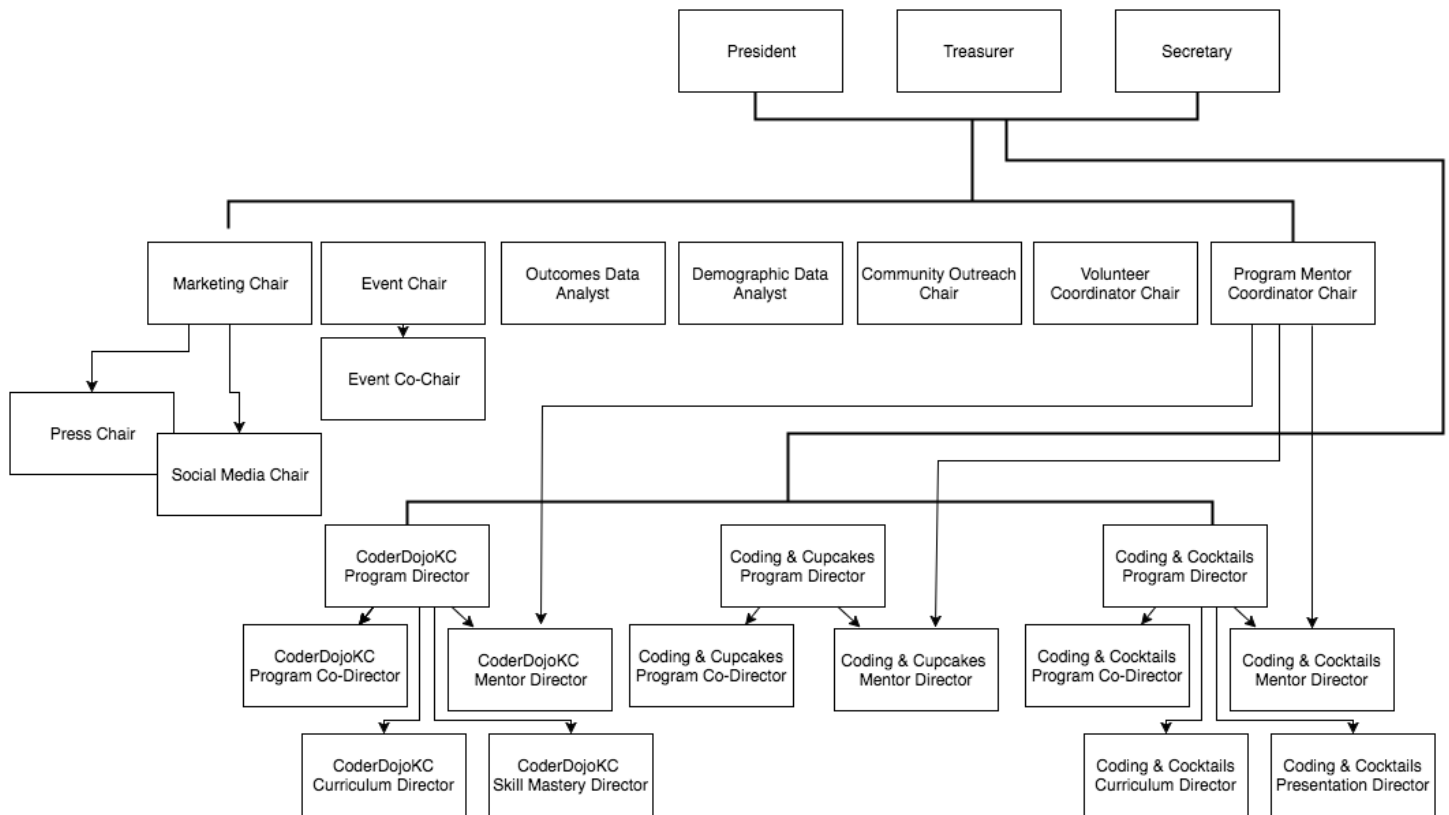 President
Treasurer
Secretary
Marketing Chair
Event Chair
Outcomes Data
Analyst
Demographic Data
Analyst
Community Outreach
Chair
Volunteer
Coordinator Chair
Program Mentor
Coordinator Chair
Event Co-Chair
Press Chair
Social Media Chair
CoderDojoKC
Program Director
Coding & Cupcakes
Program Director
Coding & Cocktails
Program Director
CoderDojoKC
Program Co-Director
CoderDojoKC
Mentor Director
Coding & Cupcakes
Program Co-Director
Coding & Cupcakes
Mentor Director
Coding & Cocktails
Program Co-Director
Coding & Cocktails
Mentor Director
CoderDojoKC
Curriculum Director
CoderDojoKC
Skill Mastery Director
Coding & Cocktails
Curriculum Director
Coding & Cocktails
Presentation Director